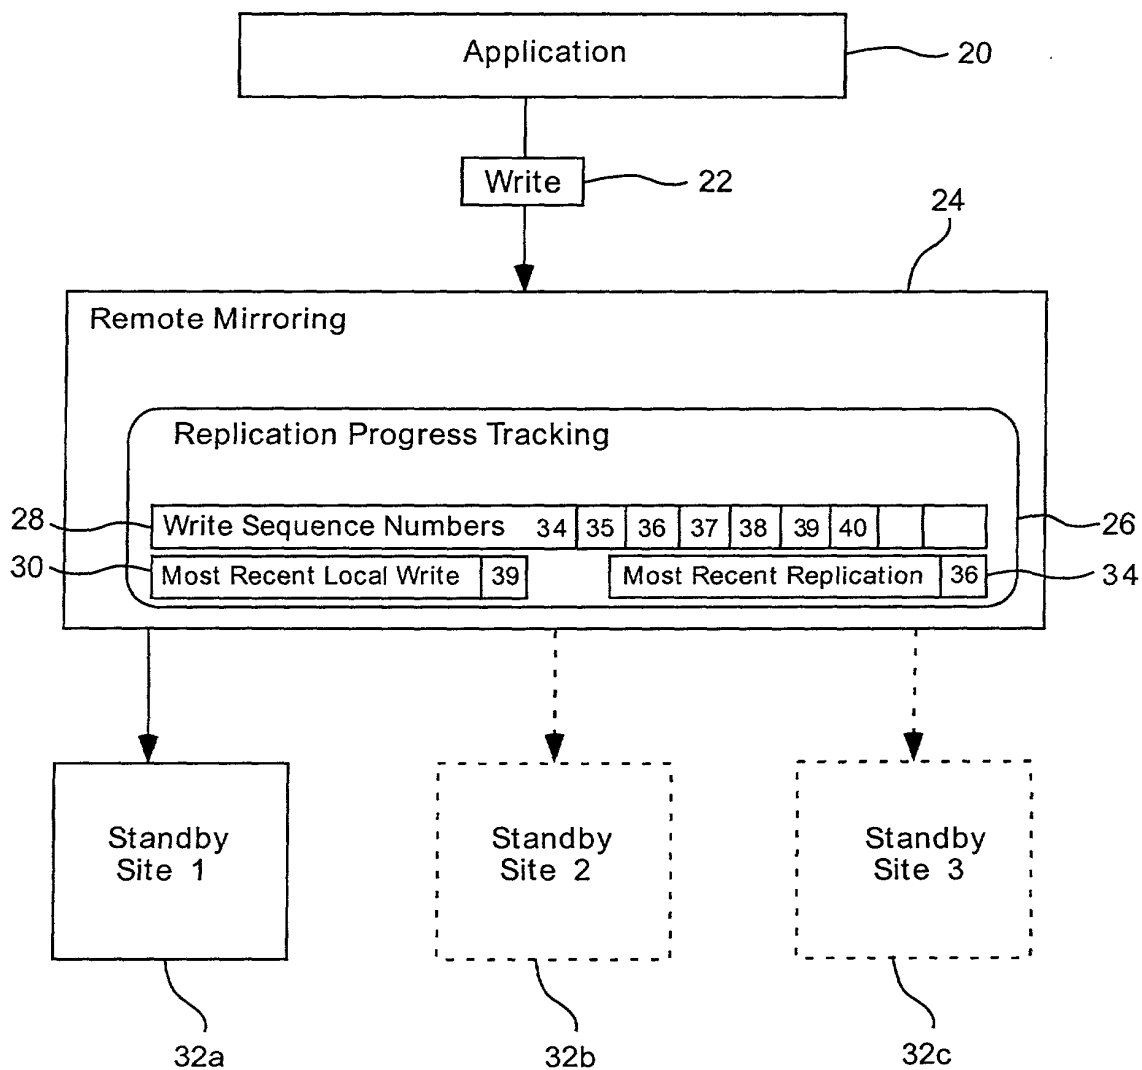 Application
20
Write
22
24
Remote Mirroring
Replication Progress Tracking
28
Write Sequence Numbers 34 35 36 37 38 39 40
26
30
Most Recent Local Write 39
Most Recent Replication 36
34
Standby
Site 1
Standby
Site 2
Standby
Site 3
32a
32b
32c